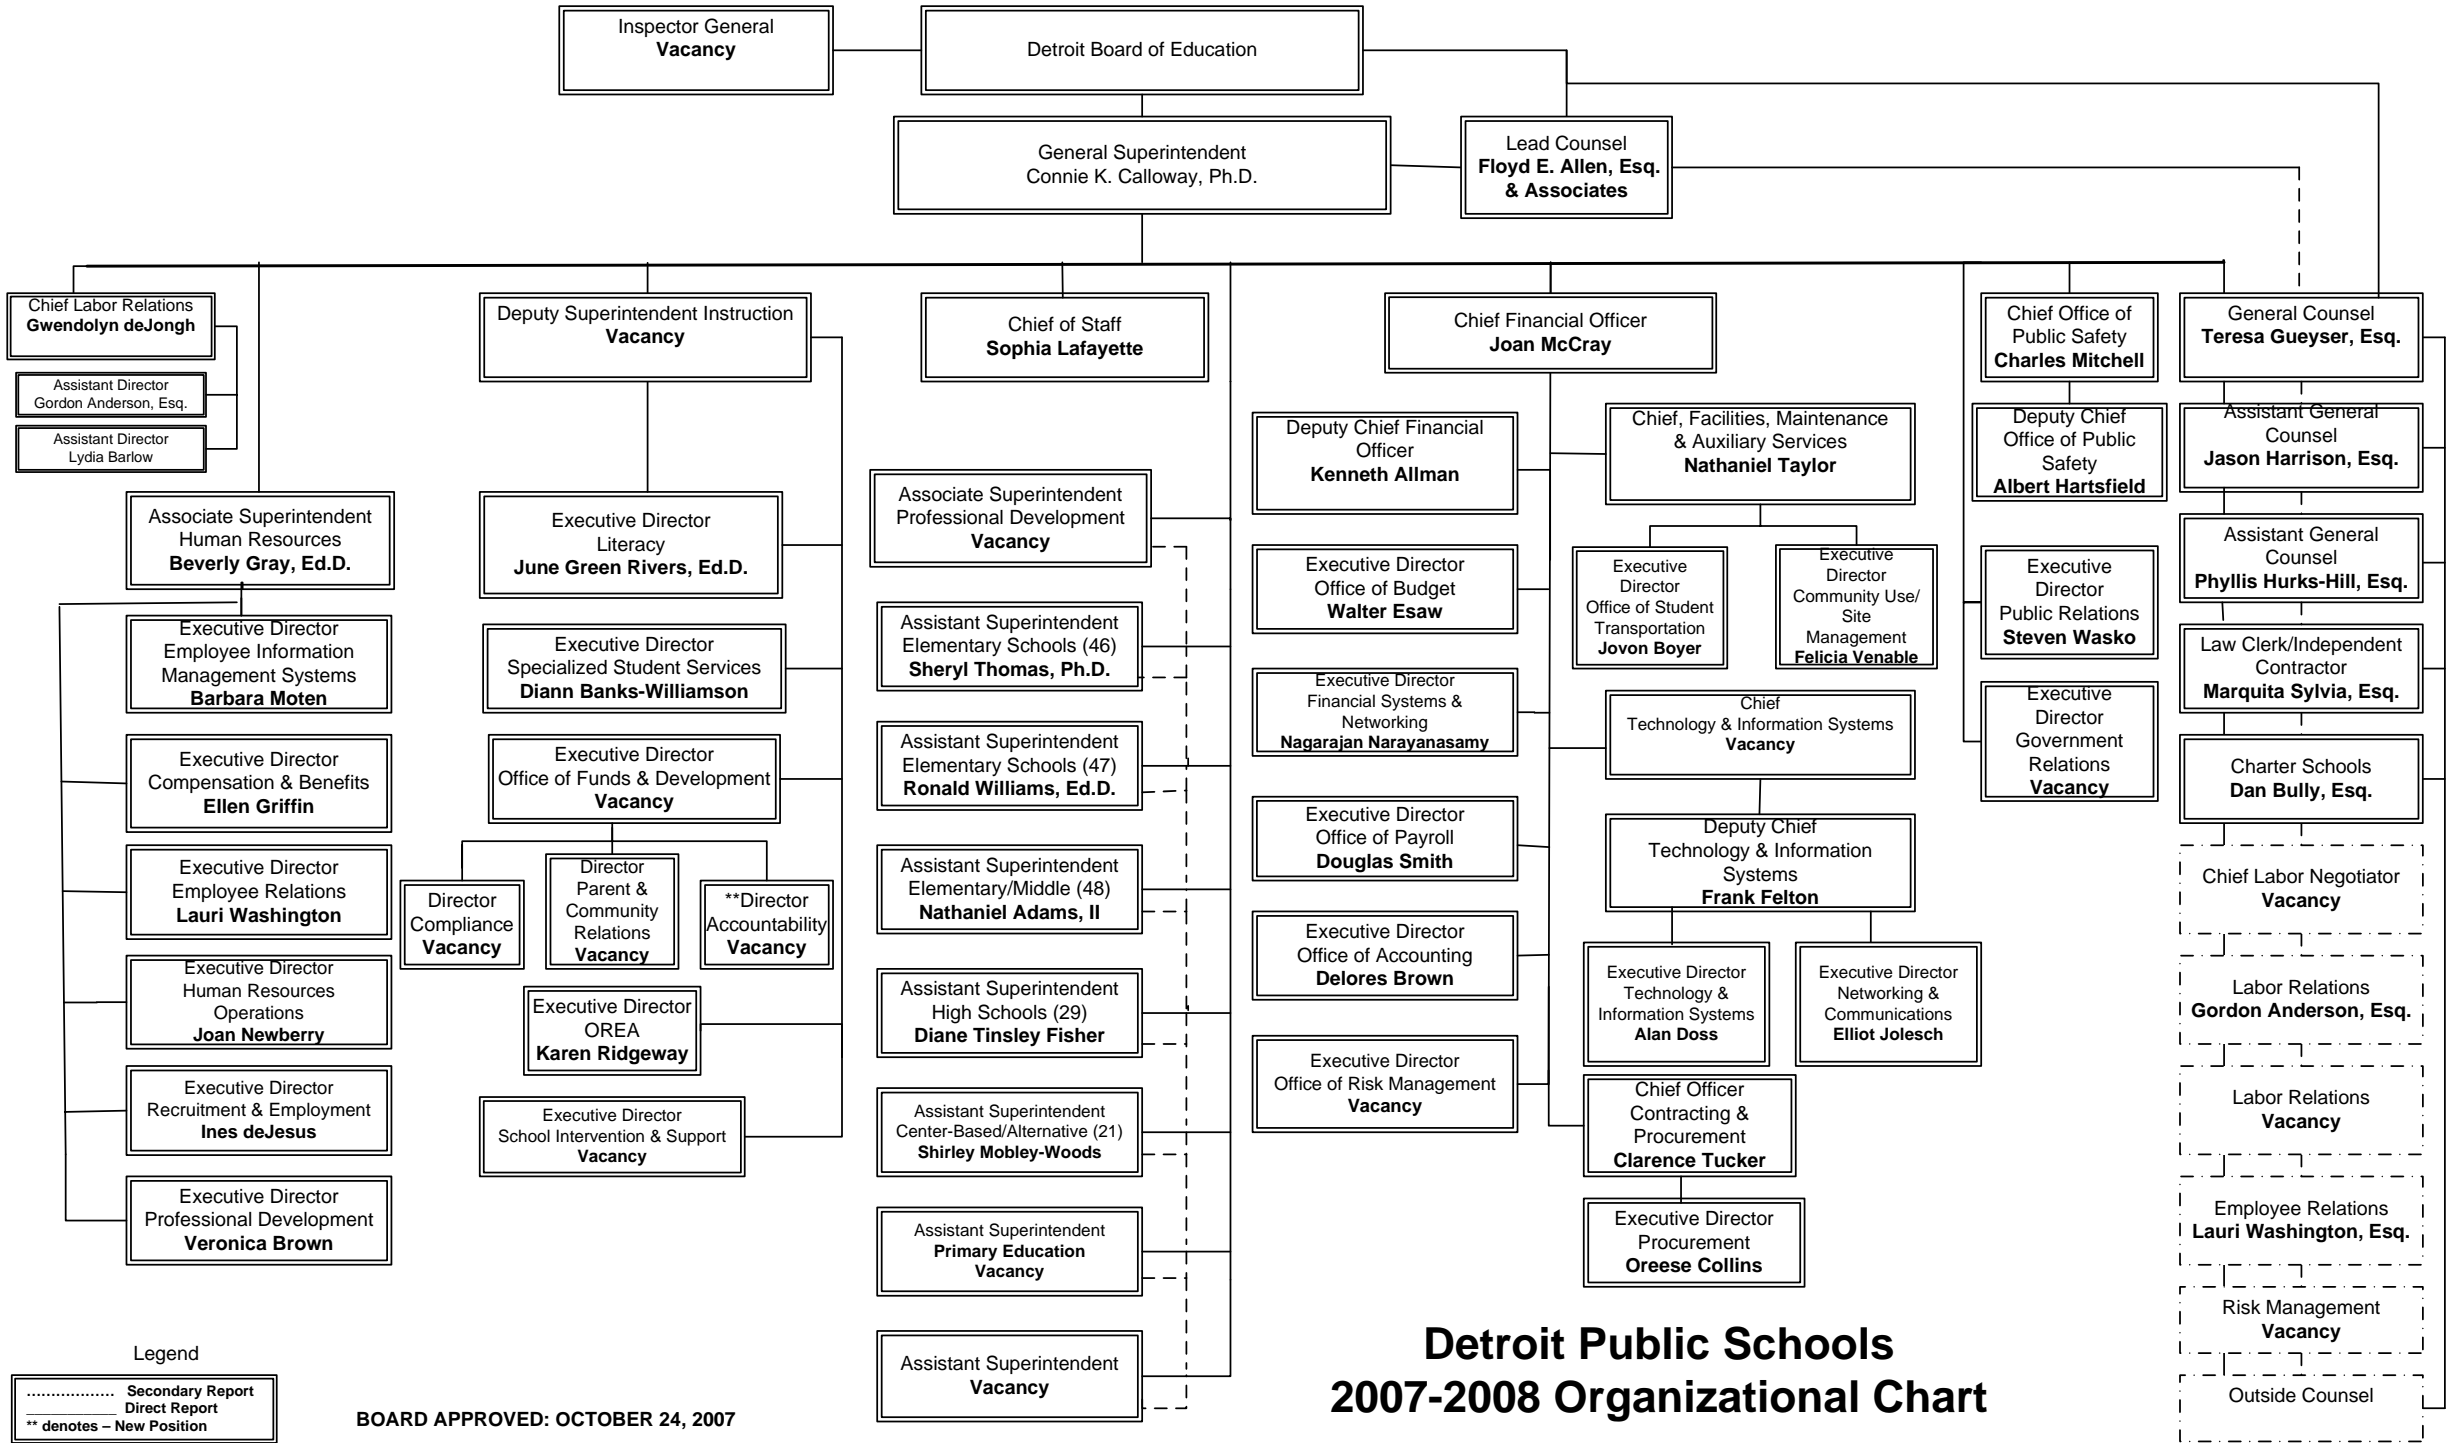 Inspector General
Vacancy
Detroit Board of Education
General Superintendent
Connie K. Calloway, Ph.D.
Lead Counsel
Floyd E. Allen, Esq.
& Associates
Chief Labor Relations
Gwendolyn deJongh
Assistant Director
Gordon Anderson, Esq.
Assistant Director
Lydia Barlow
Associate Superintendent
Human Resources
Beverly Gray, Ed.D.
Executive Director
Employee Information
Management Systems
Barbara Moten
Executive Director
Compensation & Benefits
Ellen Griffin
Executive Director
Employee Relations
Lauri Washington
Executive Director
Human Resources
Operations
Joan Newberry
Executive Director
Recruitment & Employment
Ines deJesus
Executive Director
Professional Development
Veronica Brown
Deputy Superintendent Instruction
Vacancy
Executive Director
Literacy
June Green Rivers, Ed.D.
Executive Director
Specialized Student Services
Diann Banks-Williamson
Executive Director
Office of Funds & Development
Vacancy
Director
Compliance
Vacancy
Director
Parent &
Community
Relations
Vacancy
**Director
Accountability
Vacancy
Executive Director
OREA
Karen Ridgeway
Executive Director
School Intervention & Support
Vacancy
Chief of Staff
Sophia Lafayette
Associate Superintendent
Professional Development
Vacancy
Assistant Superintendent
Elementary Schools (46)
Sheryl Thomas, Ph.D.
Assistant Superintendent
Elementary Schools (47)
Ronald Williams, Ed.D.
Assistant Superintendent
Elementary/Middle (48)
Nathaniel Adams, II
Assistant Superintendent
High Schools (29)
Diane Tinsley Fisher
Assistant Superintendent
Center-Based/Alternative (21)
Shirley Mobley-Woods
Assistant Superintendent
Primary Education
Vacancy
Assistant Superintendent
Vacancy
Chief Financial Officer
Joan McCray
Deputy Chief Financial
Officer
Kenneth Allman
Executive Director
Office of Budget
Walter Esaw
Executive Director
Financial Systems &
Networking
Nagarajan Narayanasamy
Executive Director
Office of Payroll
Douglas Smith
Executive Director
Office of Accounting
Delores Brown
Executive Director
Office of Risk Management
Vacancy
Chief, Facilities, Maintenance
& Auxiliary Services
Nathaniel Taylor
Executive
Director
Office of Student
Transportation
Jovon Boyer
Executive
Director
Community Use/
Site
Management
Felicia Venable
Chief
Technology & Information Systems
Vacancy
Deputy Chief
Technology & Information
Systems
Frank Felton
Executive Director
Technology &
Information Systems
Alan Doss
Executive Director
Networking &
Communications
Elliot Jolesch
Chief Officer
Contracting &
Procurement
Clarence Tucker
Executive Director
Procurement
Oreese Collins
Chief Office of
Public Safety
Charles Mitchell
Deputy Chief
Office of Public
Safety
Albert Hartsfield
Executive
Director
Public Relations
Steven Wasko
Executive
Director
Government
Relations
Vacancy
General Counsel
Teresa Gueyser, Esq.
Assistant General
Counsel
Jason Harrison, Esq.
Assistant General
Counsel
Phyllis Hurks-Hill, Esq.
Law Clerk/Independent
Contractor
Marquita Sylvia, Esq.
Charter Schools
Dan Bully, Esq.
Chief Labor Negotiator
Vacancy
Labor Relations
Gordon Anderson, Esq.
Labor Relations
Vacancy
Employee Relations
Lauri Washington, Esq.
Risk Management
Vacancy
Outside Counsel
Legend
.................. Secondary Report
____________ Direct Report
** denotes – New Position
BOARD APPROVED: OCTOBER 24, 2007
Detroit Public Schools
2007-2008 Organizational Chart